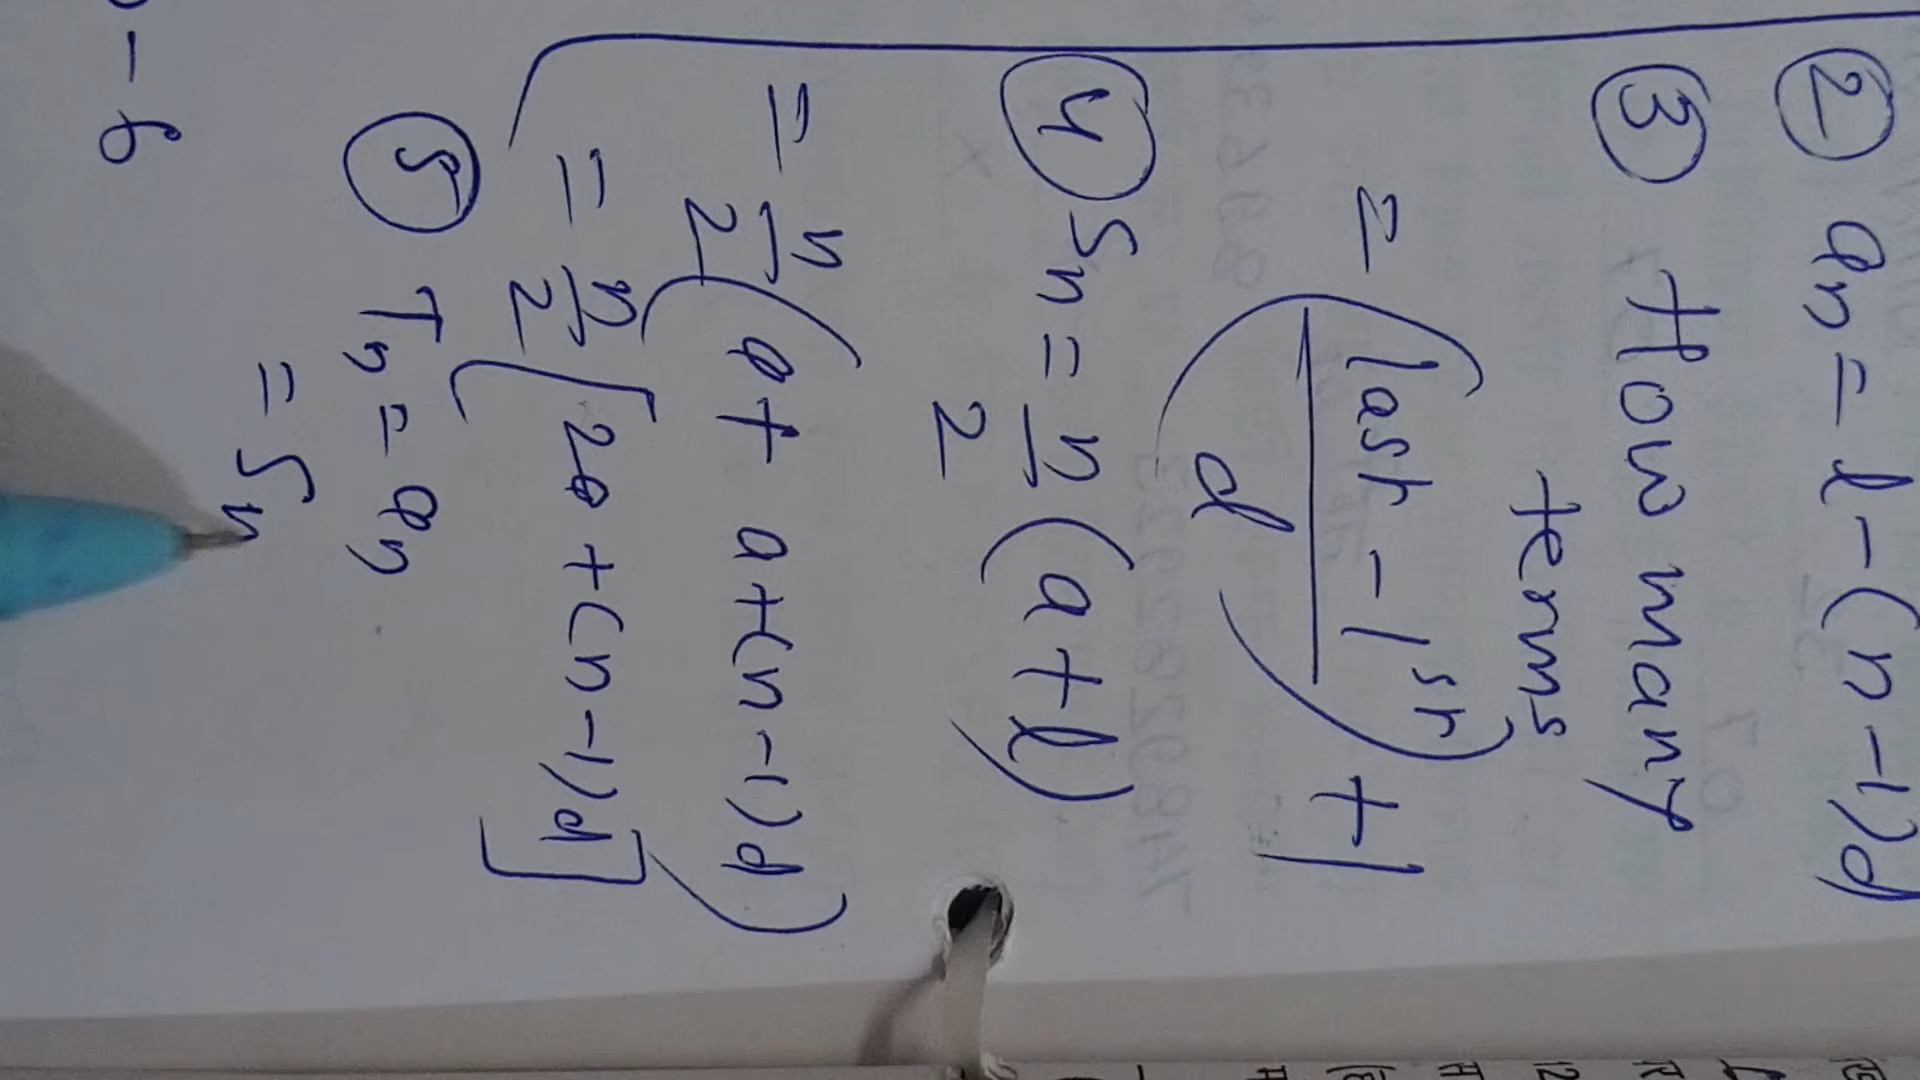 ② an = l - (n-1)d
③ How many
terms
= (last - 1st / d) + 1
④ Sn = n/2 (a+l)
= n/2 (a + a+(n-1)d)
= n/2 [2a + (n-1)d]
⑤ Tn = an
= Sn
- 6